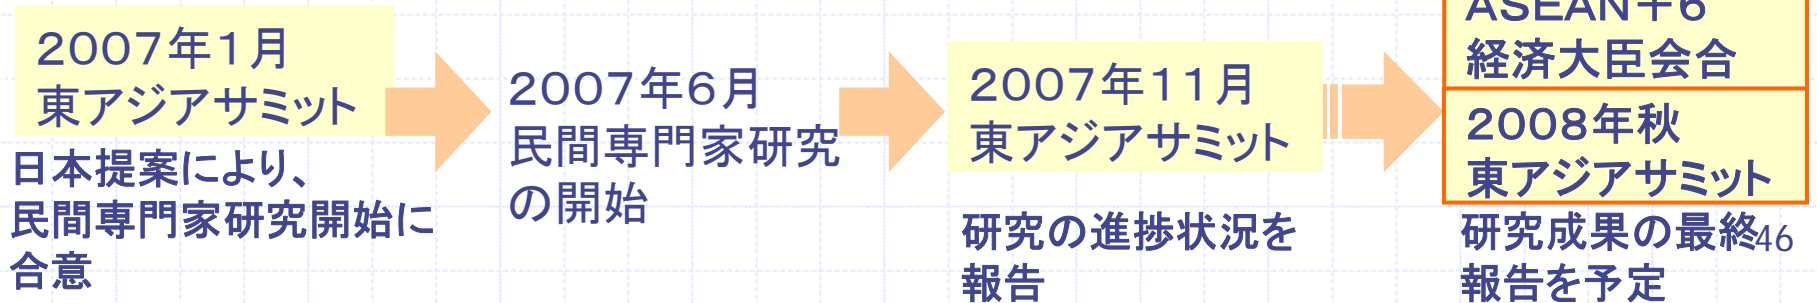 2007年1月
東アジアサミット
日本提案により、
民間専門家研究開始に
合意
2007年6月
民間専門家研究
の開始
2007年11月
東アジアサミット
研究の進捗状況を
報告
ASEAN+6
経済大臣会合
2008年秋
東アジアサミット
研究成果の最終
報告を予定
46